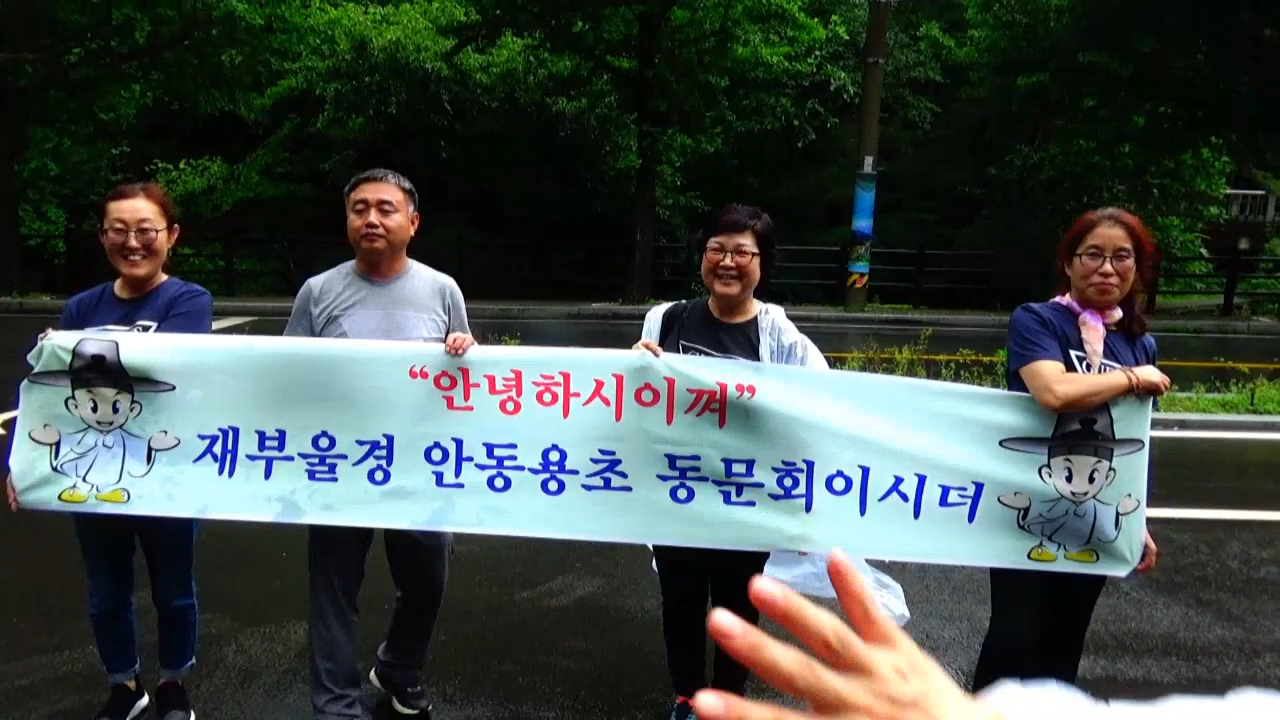 “안녕하시이껴”
재부울경 안동용초 동문회이시더